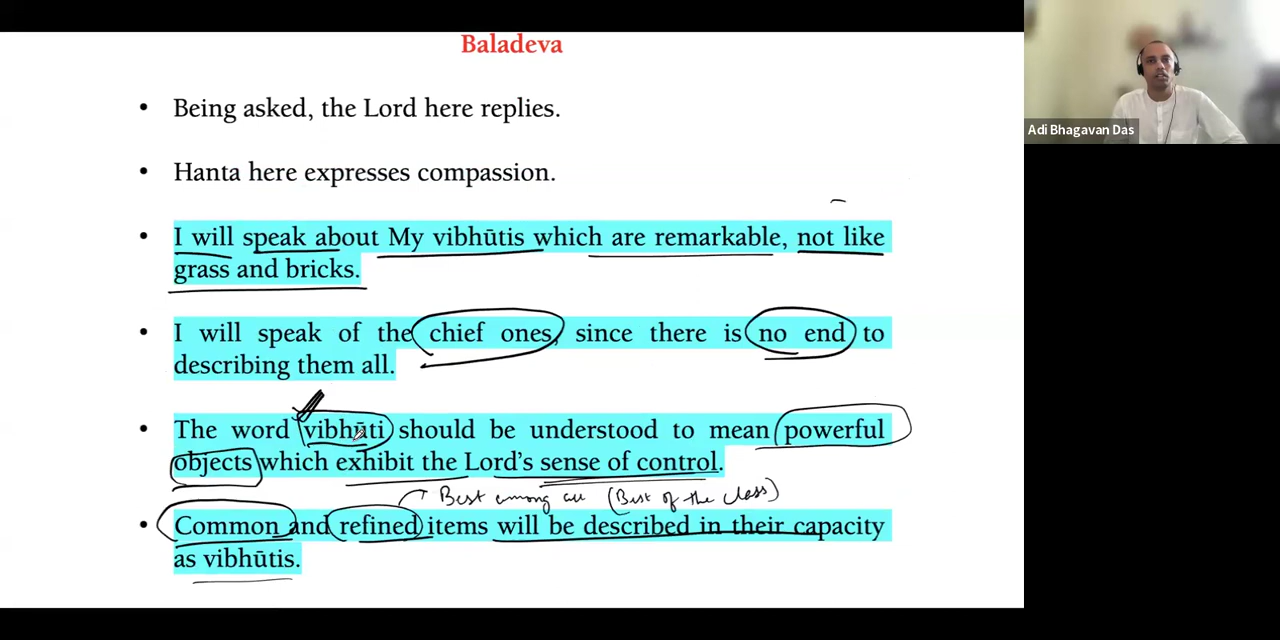 Baladeva
Adi Bhagavan Das
• Being asked, the Lord here replies.
• Hanta here expresses compassion.
• I will speak about My vibhūtis which are remarkable, not like
grass and bricks.
• I will speak of the chief ones, since there is no end to
describing them all.
• The word vibhūti should be understood to mean powerful
objects which exhibit the Lord's sense of control.
Best among all (Best of the class)
• Common and refined items will be described in their capacity
as vibhūtis.